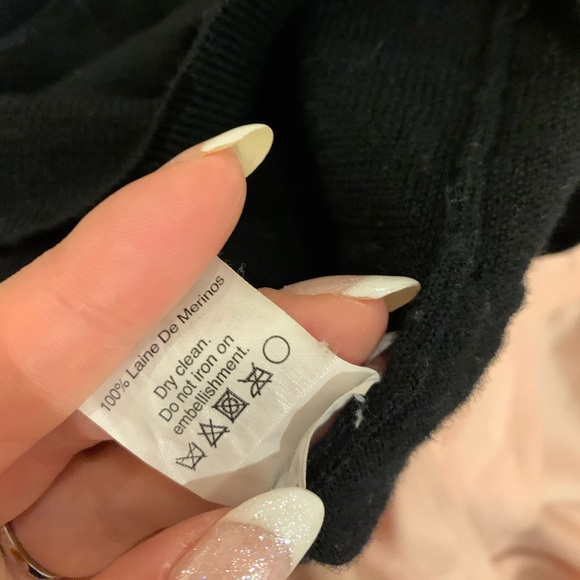 100% Laine De Merinos
Dry clean.
Do not iron on
embellishment.